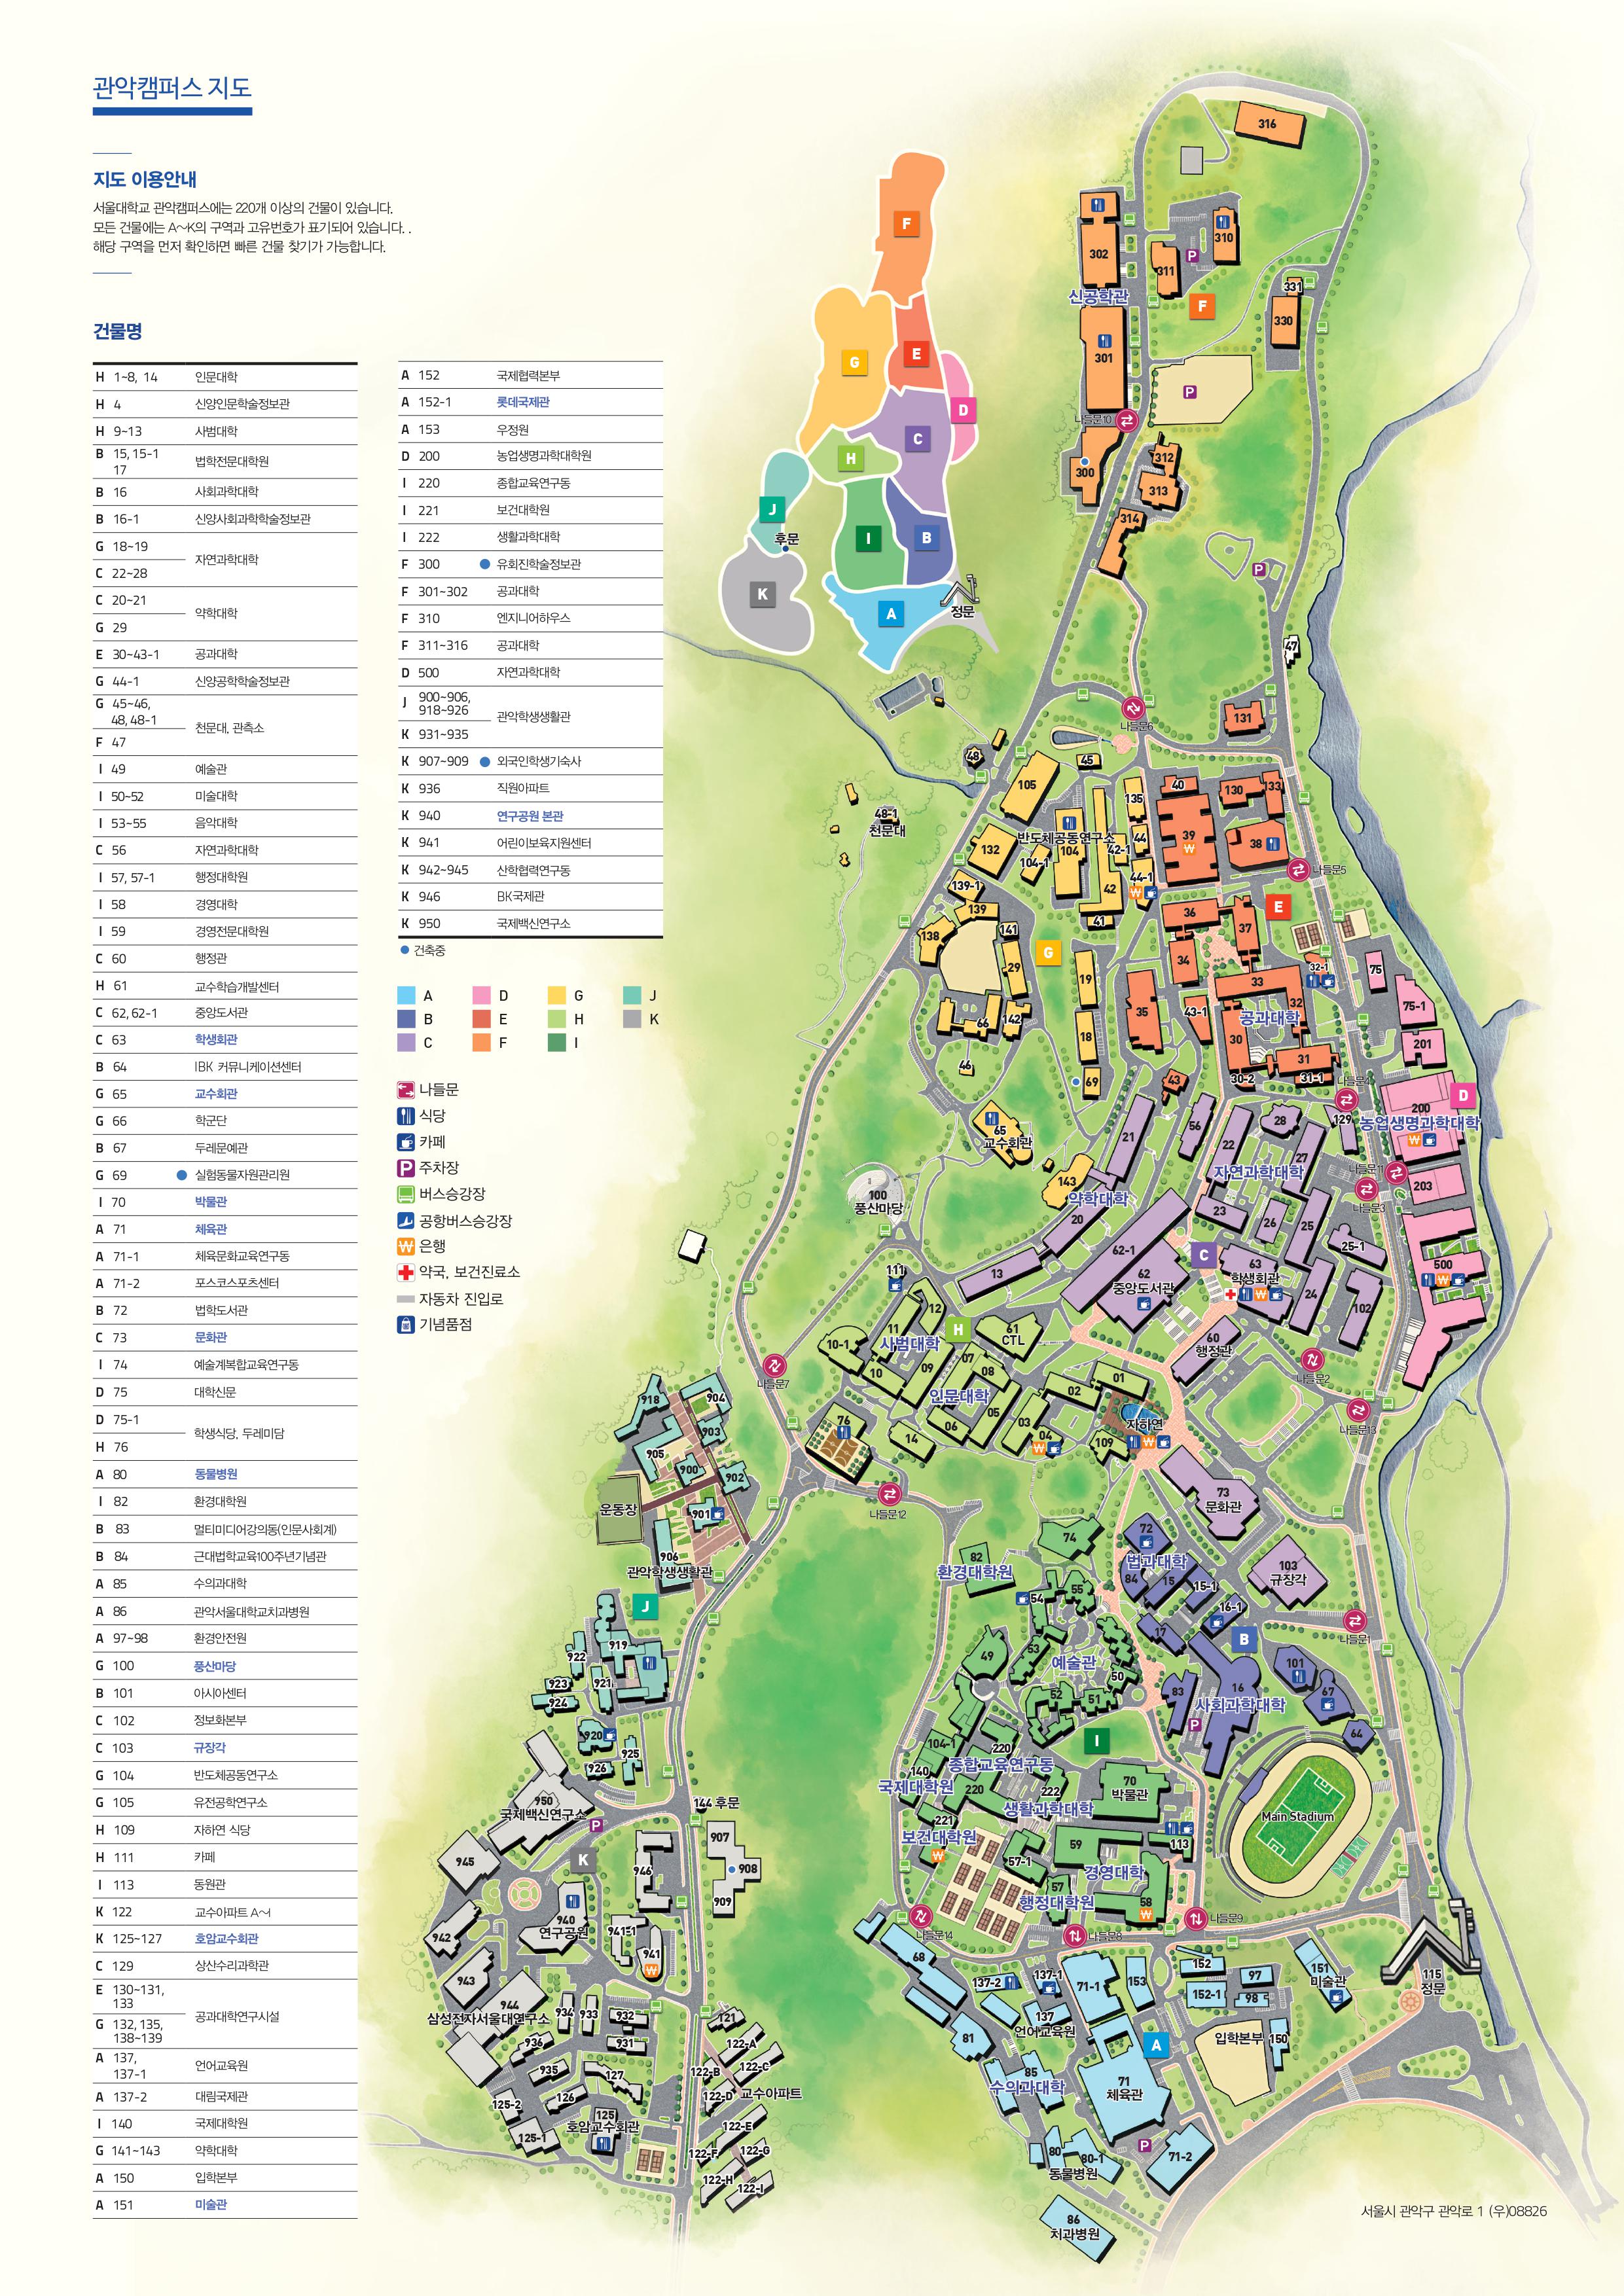 관악캠퍼스 지도
지도 이용안내
서울대학교 관악캠퍼스에는 220개 이상의 건물이 있습니다.
모든 건물에는 A~K의 구역과 고유번호가 표기되어 있습니다. .
해당 구역을 먼저 확인하면 빠른 건물 찾기가 가능합니다.
건물명
H 1~8, 14 인문대학
H 4 신양인문학술정보관
H 9~13 사범대학
B 15, 15-1
17 법학전문대학원
B 16 사회과학대학
B 16-1 신양사회과학학술정보관
G 18~19
자연과학대학
C 22~28
C 20~21
약학대학
G 29
E 30~43-1 공과대학
G 44-1 신양공학학술정보관
G 45~46,
48, 48-1
천문대, 관측소
F 47
I 49 예술관
I 50~52 미술대학
I 53~55 음악대학
C 56 자연과학대학
I 57, 57-1 행정대학원
I 58 경영대학
I 59 경영전문대학원
C 60 행정관
H 61 교수학습개발센터
C 62, 62-1 중앙도서관
C 63 학생회관
B 64 IBK 커뮤니케이션센터
G 65 교수회관
G 66 학군단
B 67 두레문예관
G 69 실험동물자원관리원
I 70 박물관
A 71 체육관
A 71-1 체육문화교육연구동
A 71-2 포스코스포츠센터
B 72 법학도서관
C 73 문화관
I 74 예술계복합교육연구동
D 75 대학신문
D 75-1
학생식당, 두레미담
H 76
A 80 동물병원
I 82 환경대학원
B 83 멀티미디어강의동(인문사회계)
B 84 근대법학교육100주년기념관
A 85 수의과대학
A 86 관악서울대학교치과병원
A 97~98 환경안전원
G 100 풍산마당
B 101 아시아센터
C 102 정보화본부
C 103 규장각
G 104 반도체공동연구소
G 105 유전공학연구소
H 109 자하연 식당
H 111 카페
I 113 동원관
K 122 교수아파트 A~I
K 125~127 호암교수회관
C 129 상산수리과학관
E 130~131,
133
공과대학연구시설
G 132, 135,
138~139
A 137,
137-1 언어교육원
A 137-2 대림국제관
I 140 국제대학원
G 141~143 약학대학
A 150 입학본부
A 151 미술관
A 152 국제협력본부
A 152-1 롯데국제관
A 153 우정원
D 200 농업생명과학대학원
I 220 종합교육연구동
I 221 보건대학원
I 222 생활과학대학
F 300 유회진학술정보관
F 301~302 공과대학
F 310 엔지니어하우스
F 311~316 공과대학
D 500 자연과학대학
J 900~906,
918~926
관악학생생활관
K 931~935
K 907~909 외국인학생기숙사
K 936 직원아파트
K 940 연구공원 본관
K 941 어린이보육지원센터
K 942~945 산학협력연구동
K 946 BK국제관
K 950 국제백신연구소
건축중
A D G J
B E H K
C F I
나들문
식당
카페
주차장
버스승강장
공항버스승강장
은행
약국, 보건진료소
자동차 진입로
기념품점
F
G
E
D
C
H
J
후문
I
B
K
A
정문
316
302
310
311
신공학관
F
331
330
301
P
나들문10
300
312
313
314
P
47
131
나들문6
48
45
105
48-1
천문대
135
40
130
133
반도체공동연구소
132
104-1
104
42-1
44
39
38
나들문5
139-1
42
44-1
41
139
138
141
29
G
19
36
37
E
34
32-1
75
33
32
75-1
66
142
35
43-1
공과대학
18
30
31
201
46
69
43
30-2
31-1
나들문4
200
D
농업생명과학대학
65
교수회관
21
56
22
28
129
27
자연과학대학
나들문11
203
나들문3
143
약학대학
100
풍산마당
20
23
26
25
25-1
62-1
C
63
학생회관
500
62
중앙도서관
13
24
102
111
12
11
사범대학
H
61
CTL
60
행정관
10-1
10
09
07
08
인문대학
나들문7
나들문2
02
01
05
03
06
04
14
76
자하연
109
나들문13
나들문12
73
문화관
918
904
903
905
900
902
901
운동장
906
관악학생생활관
J
74
72
법과대학
82
환경대학원
84
15
15-1
103
규장각
54
55
16-1
17
나들문1
B
919
922
921
923
924
920
925
926
49
53
예술관
50
52
51
83
16
사회과학대학
101
67
64
P
I
104-1
220
종합교육연구동
140
국제대학원
220
222
생활과학대학
70
박물관
221
보건대학원
Main Stadium
59
113
57-1
경영대학
57
행정대학원
58
나들문9
나들문14
나들문8
950
국제백신연구소
P
144 후문
907
908
909
945
K
946
940
연구공원
941-1
941
942
943
944
삼성전자서울대연구소
934
933
932
931
936
935
121
122-A
122-C
122-B
122-D
교수아파트
127
126
125-2
125
호암교수회관
125-1
122-E
122-F
122-G
122-H
122-I
68
137-2
137-1
137
언어교육원
71-1
153
152
152-1
97
98
151
미술관
115
정문
81
입학본부
150
A
85
수의과대학
71
체육관
80
80-1
동물병원
P
71-2
86
치과병원
서울시 관악구 관악로 1 (우)08826